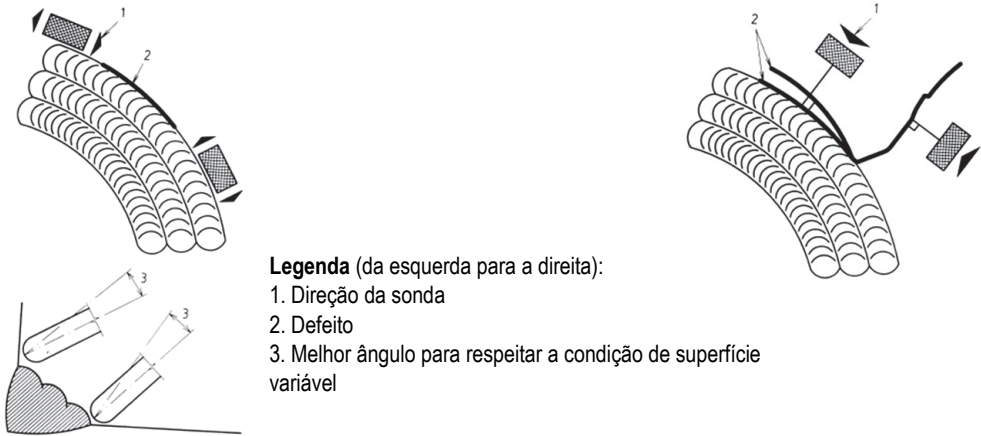 1
2
2
1
3
3
Legenda (da esquerda para a direita):
1. Direção da sonda
2. Defeito
3. Melhor ângulo para respeitar a condição de superfície
variável